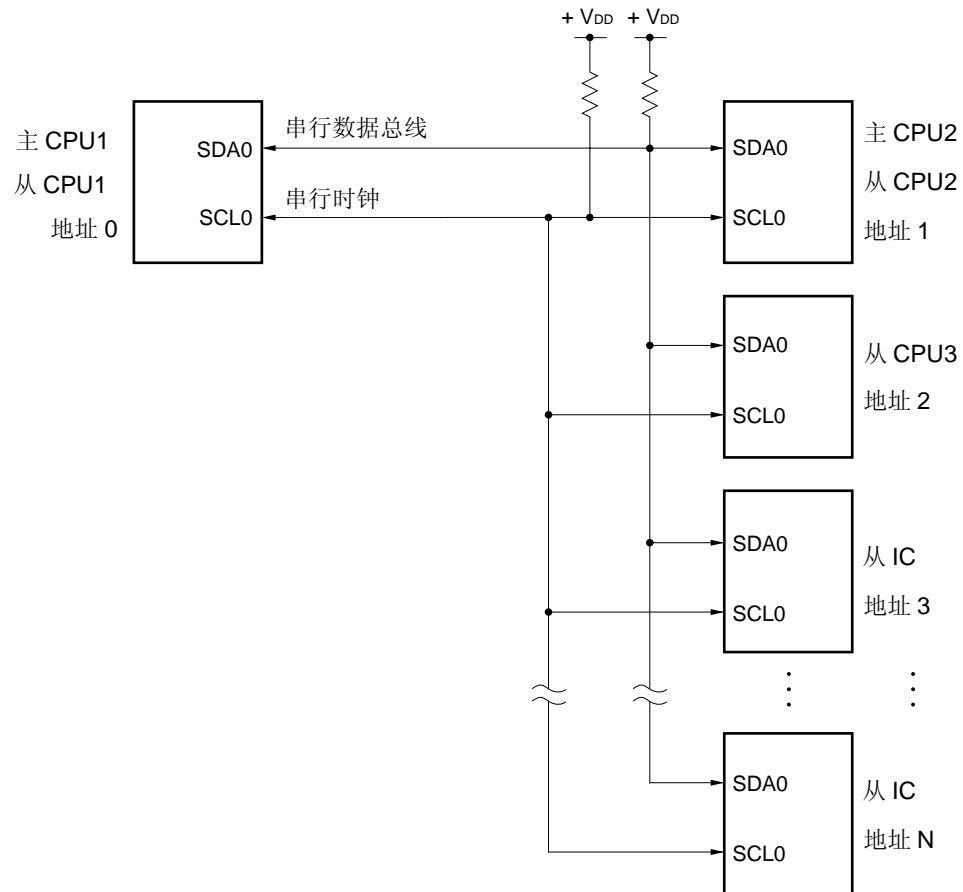 + VDD + VDD
主 CPU1
从 CPU1
地址 0
SDA0
SCL0
串行数据总线
串行时钟
SDA0
SCL0
主 CPU2
从 CPU2
地址 1
SDA0
SCL0
从 CPU3
地址 2
SDA0
SCL0
从 IC
地址 3
SDA0
SCL0
从 IC
地址 N